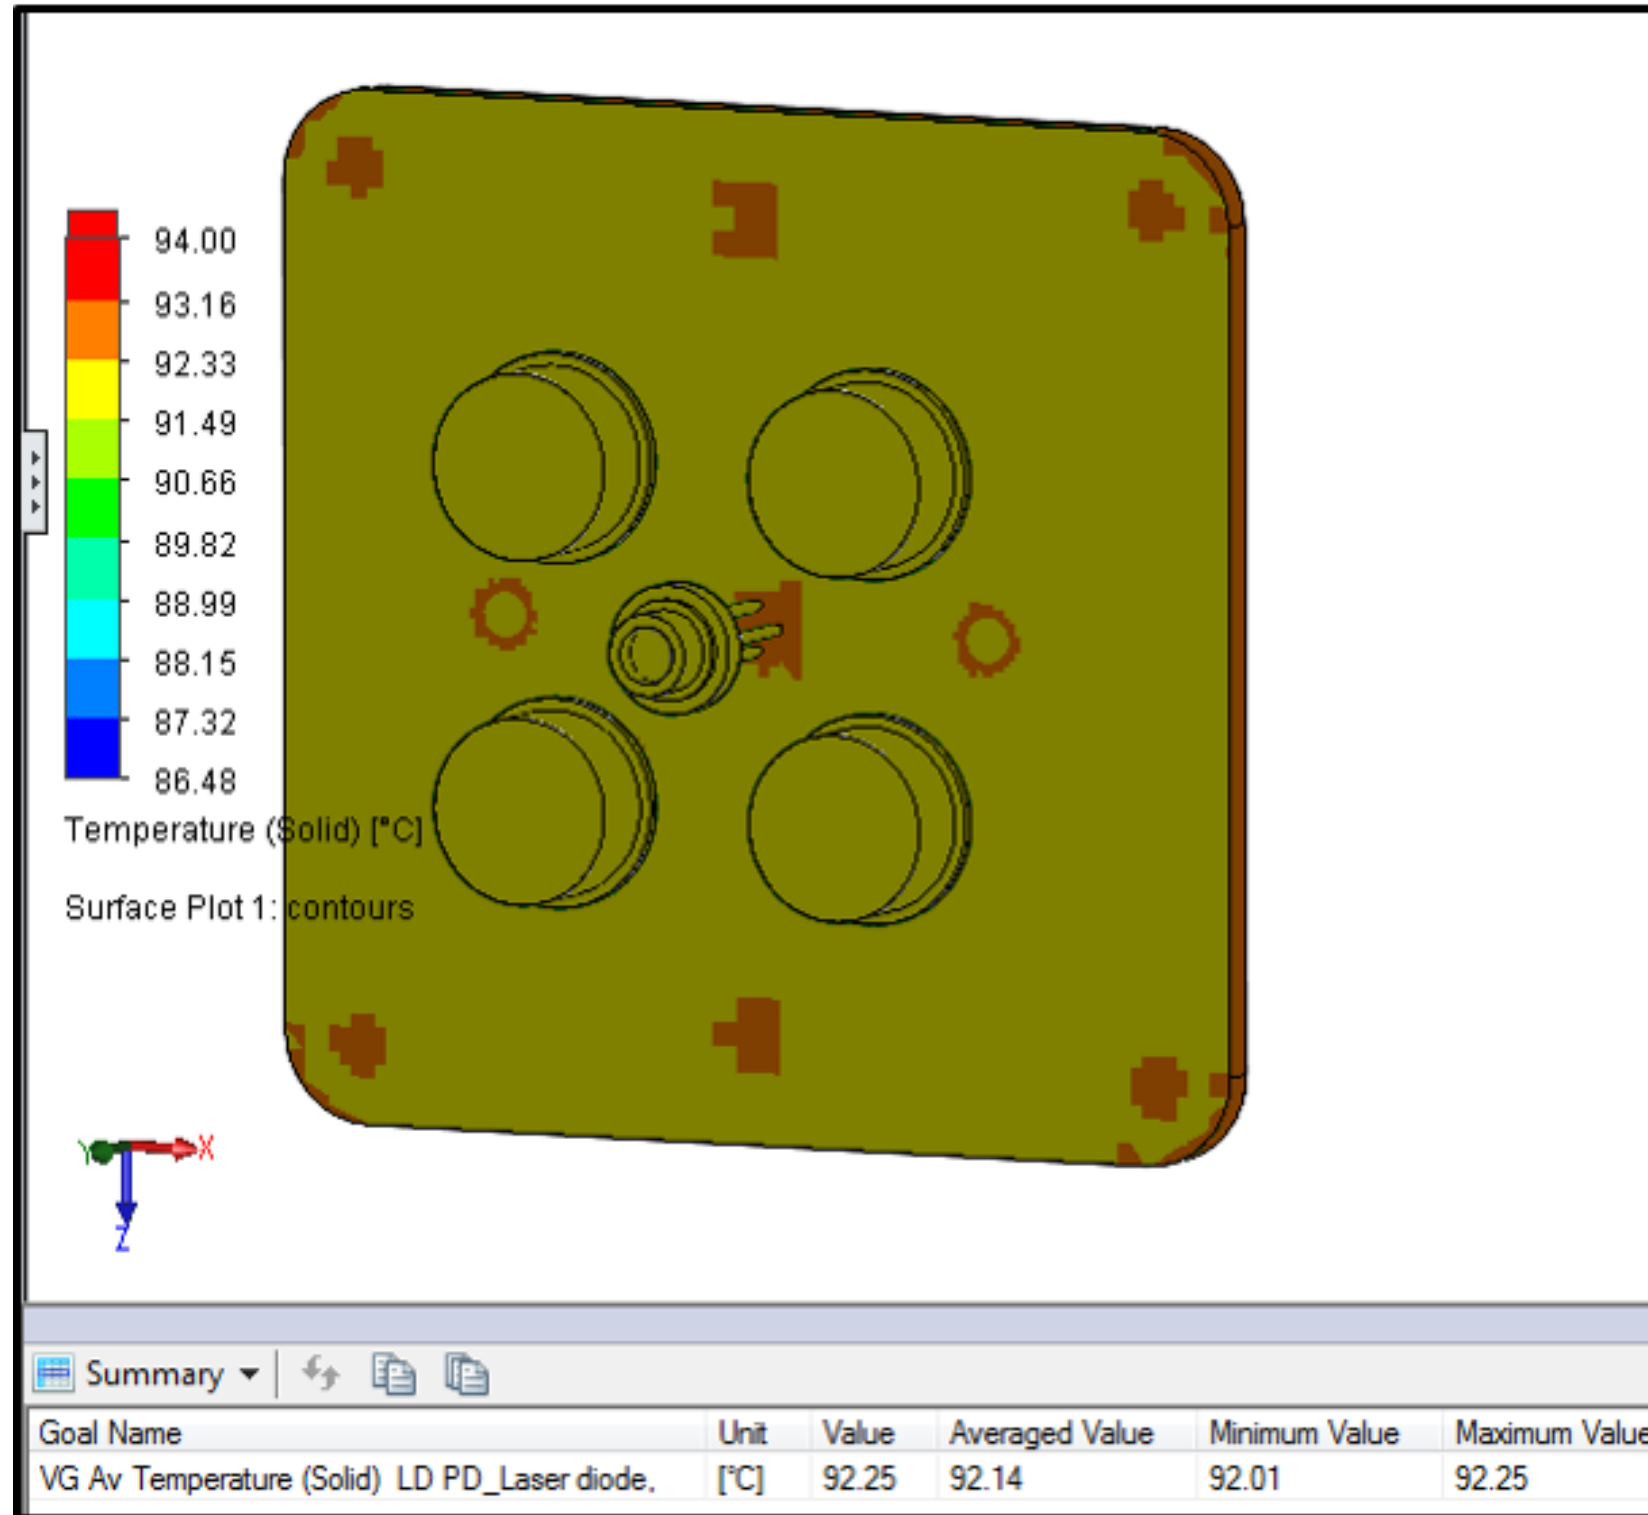 94.00
93.16
92.33
91.49
90.66
89.82
88.99
88.15
87.32
86.48
Temperature (Solid) [°C]
Surface Plot 1: contours
Y X
Z
Summary
Goal Name Unit Value Averaged Value Minimum Value Maximum Value
VG Av Temperature (Solid) LD PD_Laser diode, [°C] 92.25 92.14 92.01 92.25